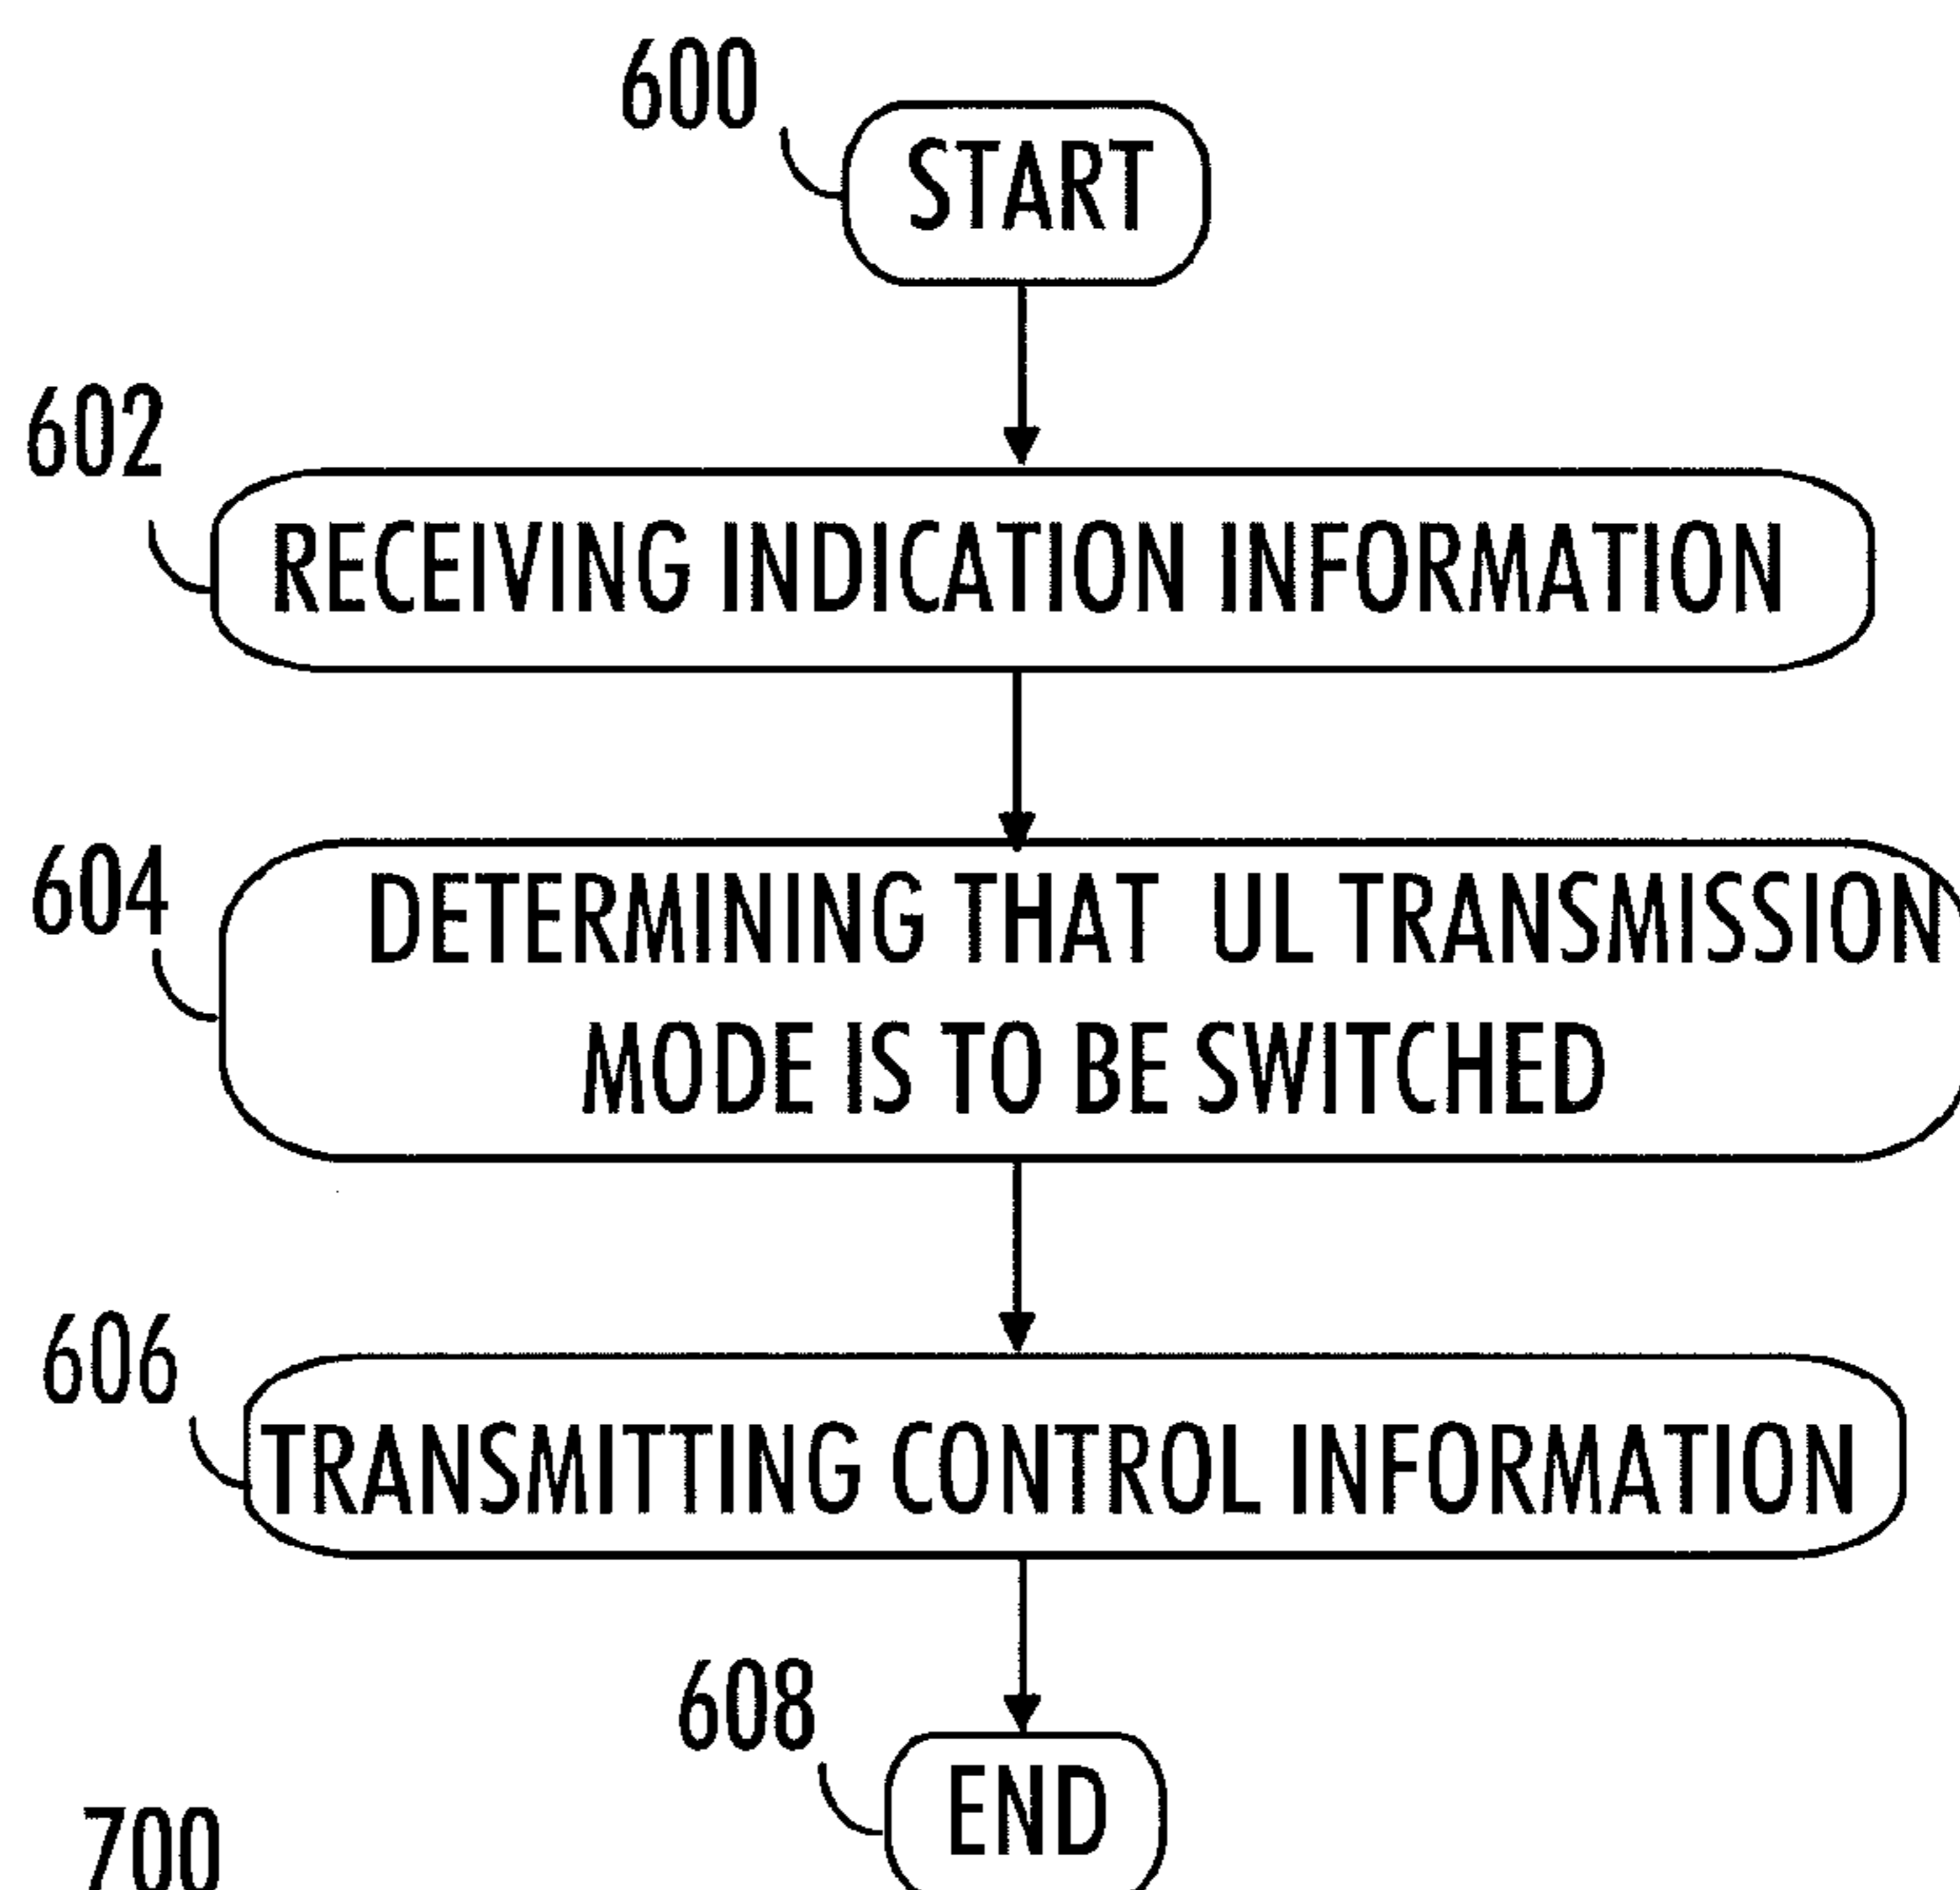 600
START
602
RECEIVING INDICATION INFORMATION
604
DETERMINING THAT UL TRANSMISSION
MODE IS TO BE SWITCHED
606
TRANSMITTING CONTROL INFORMATION
608
END
700